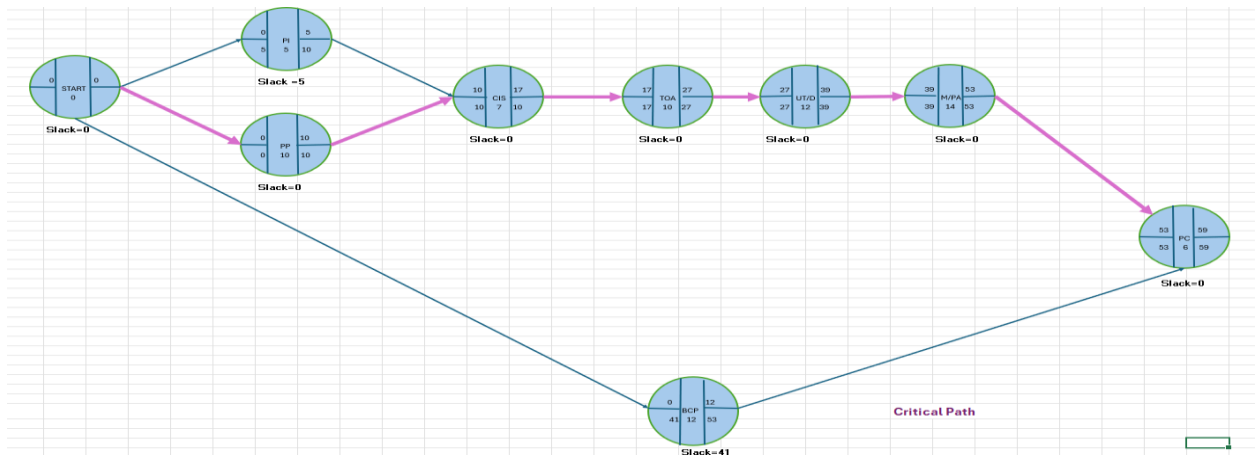 0 0
START
0
Slack=0
0 5
PI
5 5 10
Slack =5
0 10
PP
0 10 10
Slack=0
10 17
CIS
10 7 10
Slack=0
17 27
TOA
17 10 27
Slack=0
27 39
UT/D
27 12 39
Slack=0
39 53
M/PA
39 14 53
Slack=0
53 59
PC
53 6 59
Slack=0
0 12
BCP
41 12 53
Slack=41
Critical Path